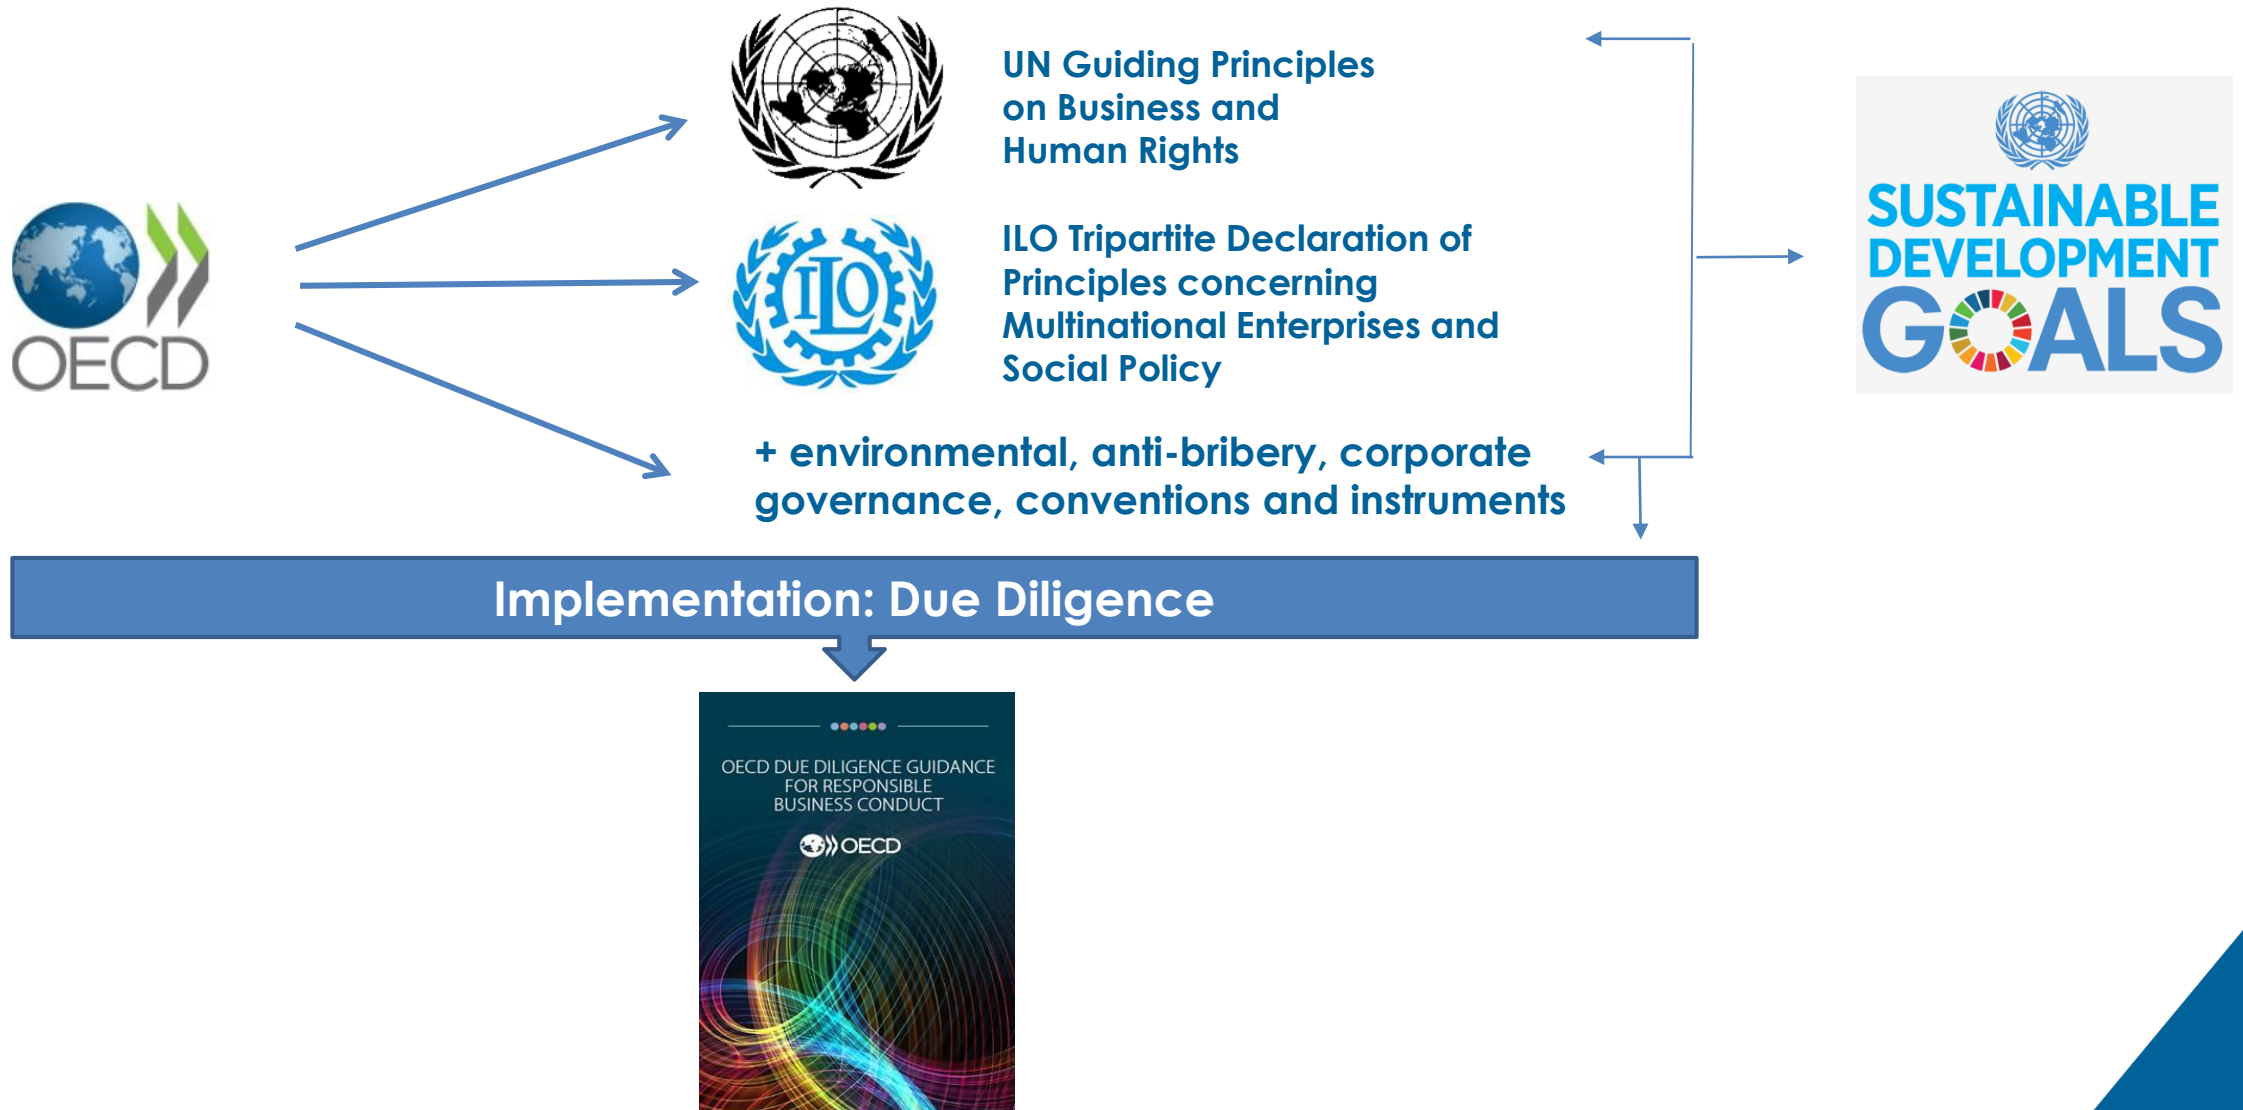 OECD
UN Guiding Principles
on Business and
Human Rights
ILO
ILO Tripartite Declaration of
Principles concerning
Multinational Enterprises and
Social Policy
+ environmental, anti-bribery, corporate
governance, conventions and instruments
SUSTAINABLE
DEVELOPMENT
GOALS
Implementation: Due Diligence
OECD DUE DILIGENCE GUIDANCE
FOR RESPONSIBLE
BUSINESS CONDUCT
OECD